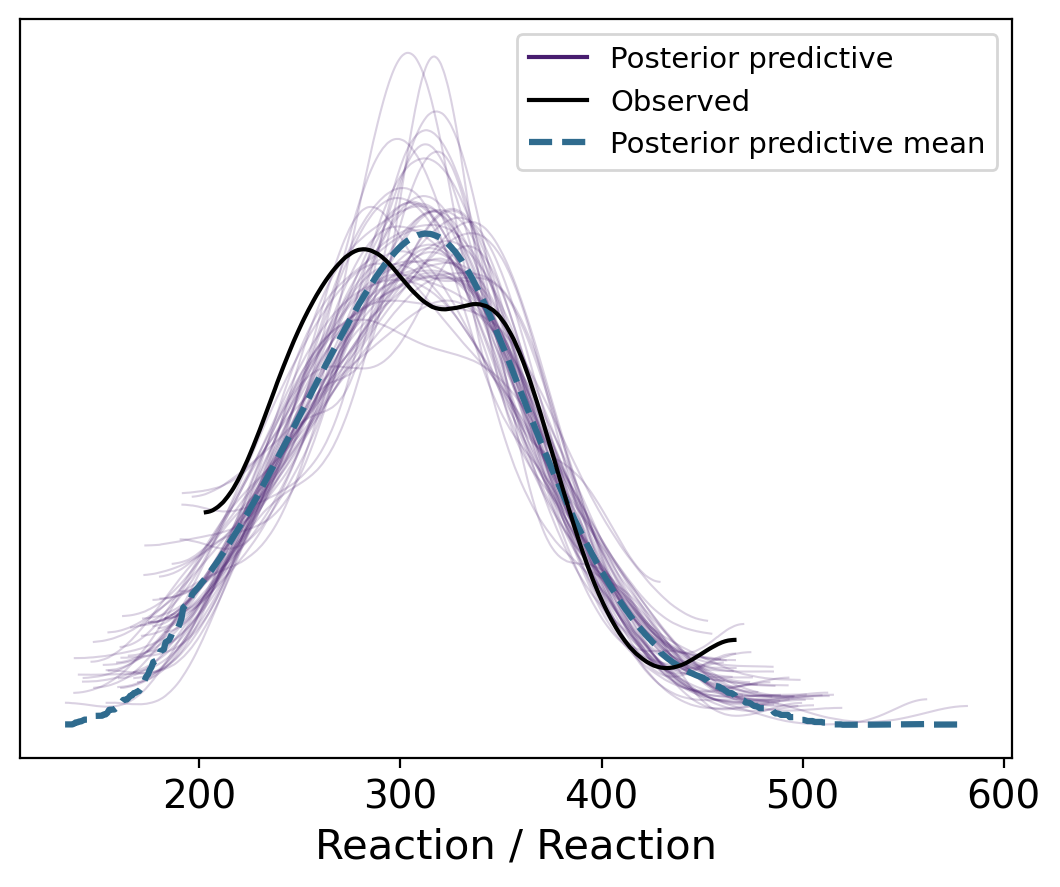 Posterior predictive
Observed
Posterior predictive mean
200 300 400 500 600
Reaction / Reaction